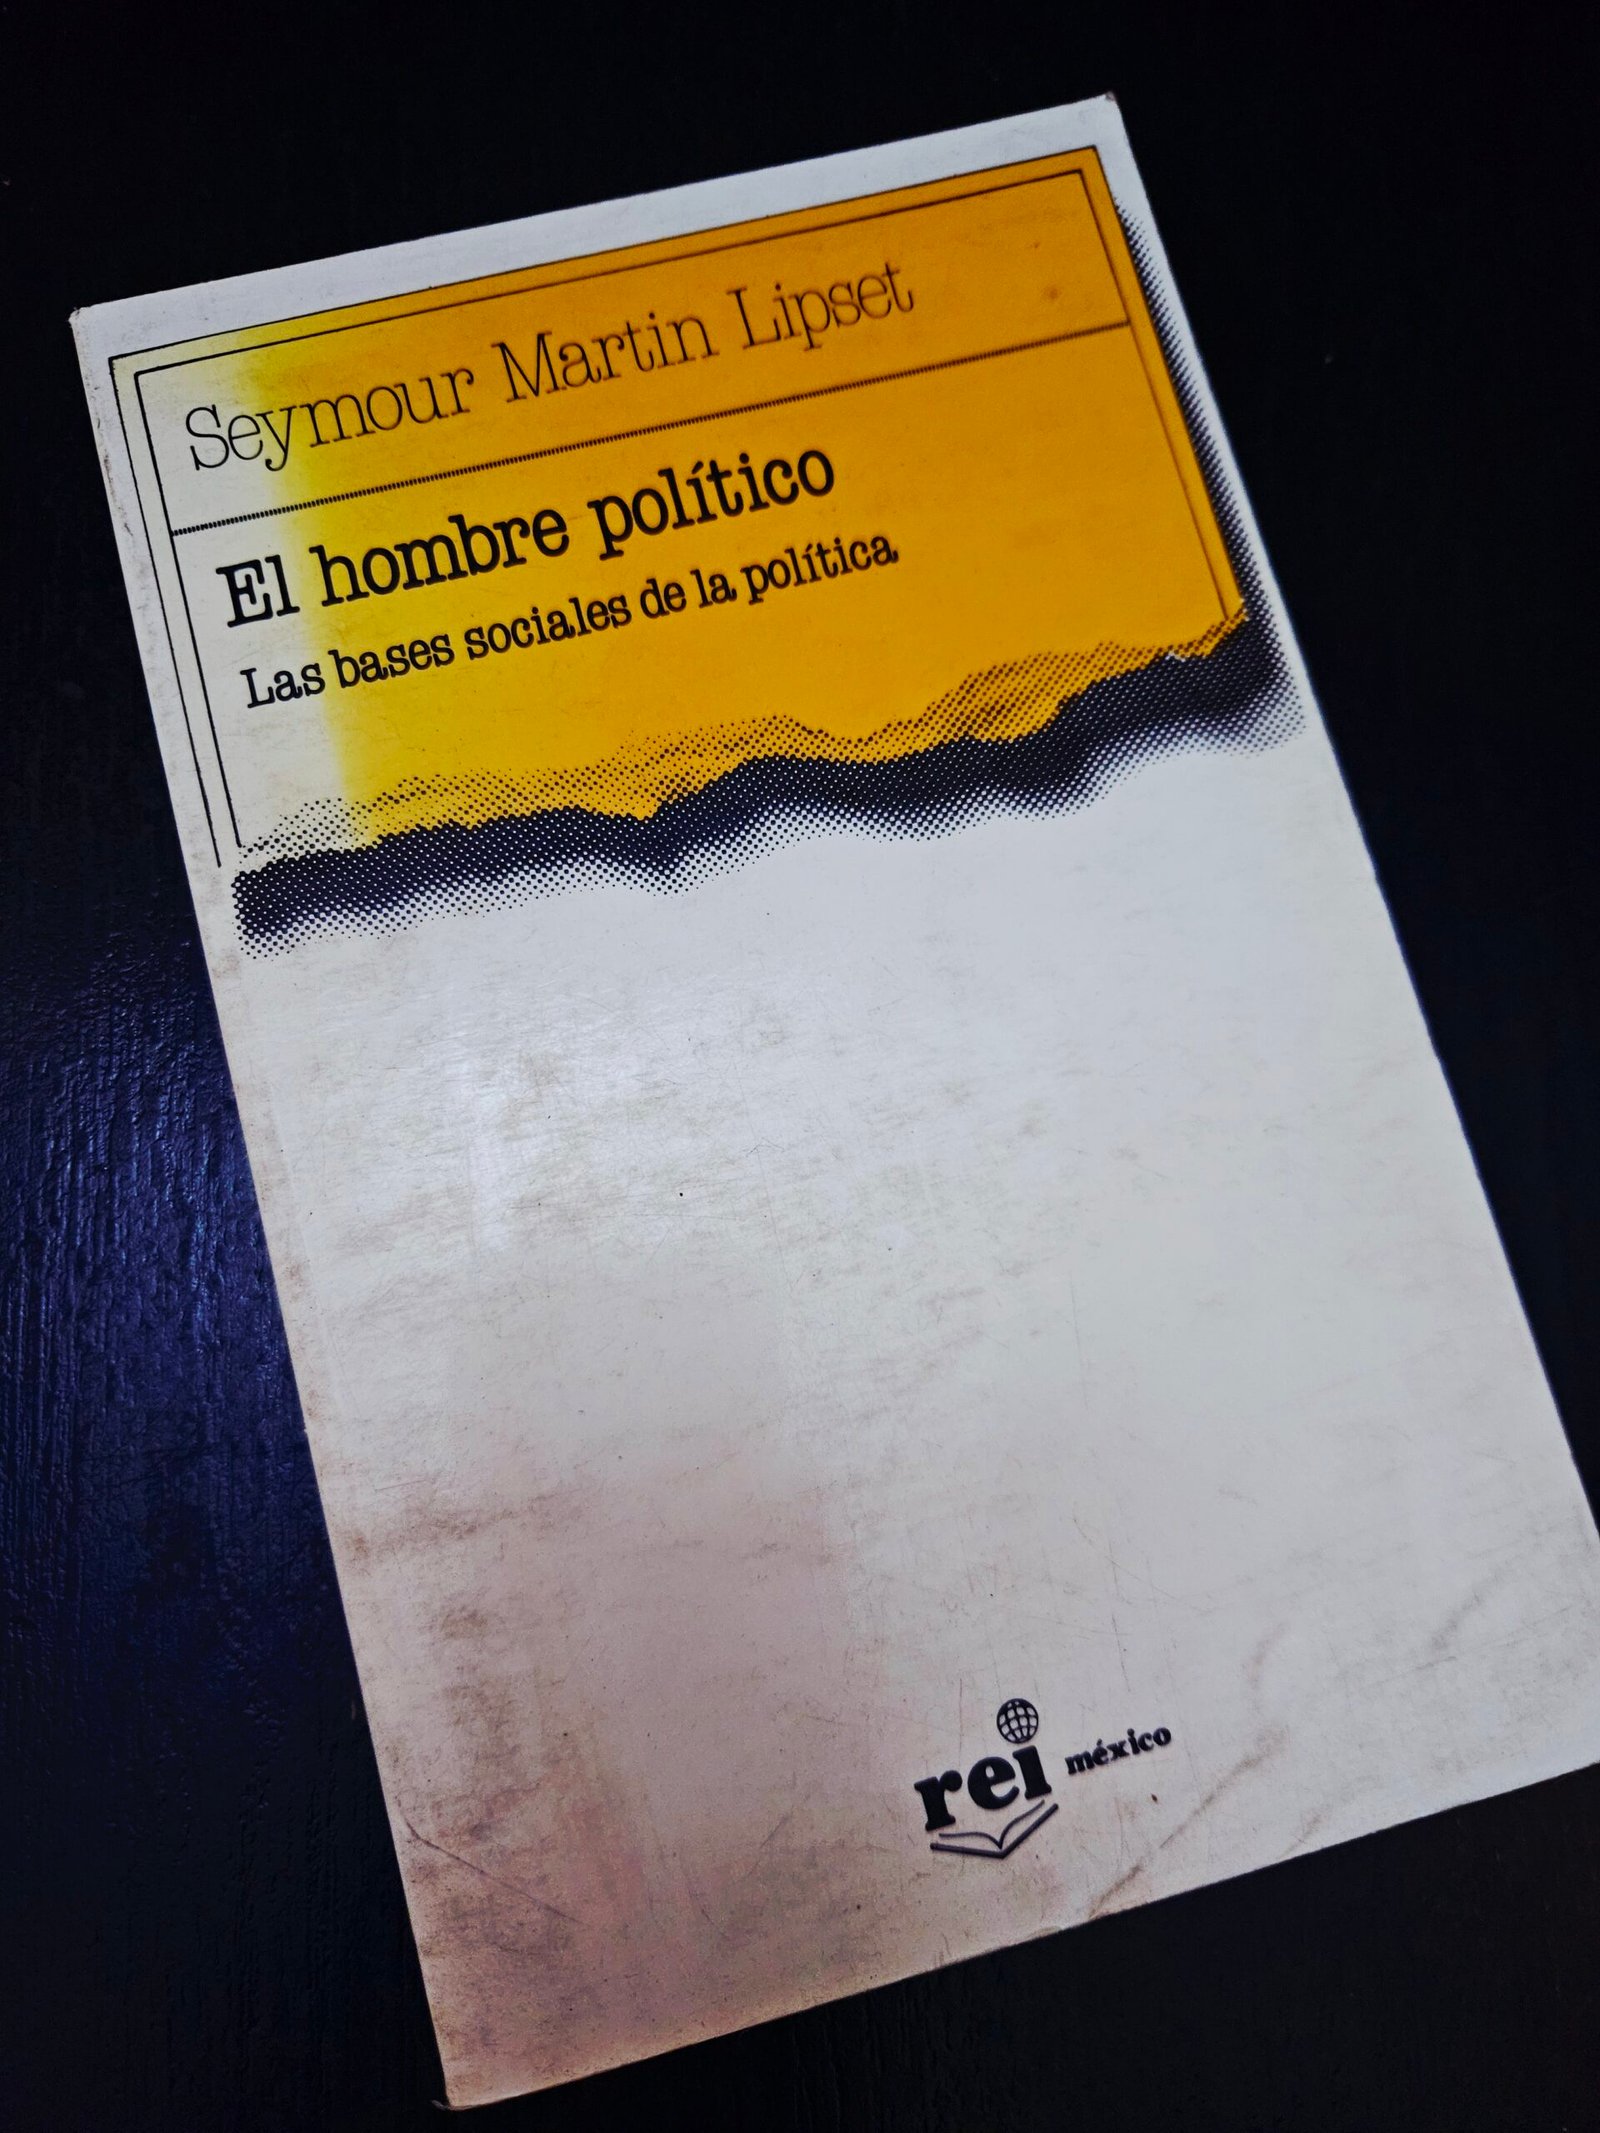 Seymour Martin Lipset
El hombre político
Las bases sociales de la política
rei méxico